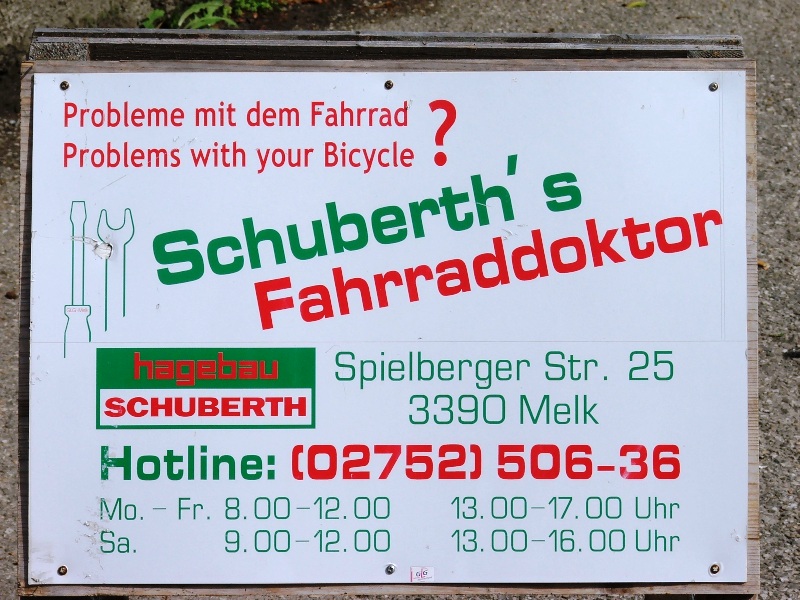 Probleme mit dem Fahrrad
Problems with your Bicycle ?
Schuberth's
Fahrraddoktor
hagebau
SCHUBERTH
Spielberger Str. 25
3390 Melk
Hotline: (02752) 506-36
Mo. - Fr. 8.00-12.00 13.00-17.00 Uhr
Sa. 9.00-12.00 13.00-16.00 Uhr